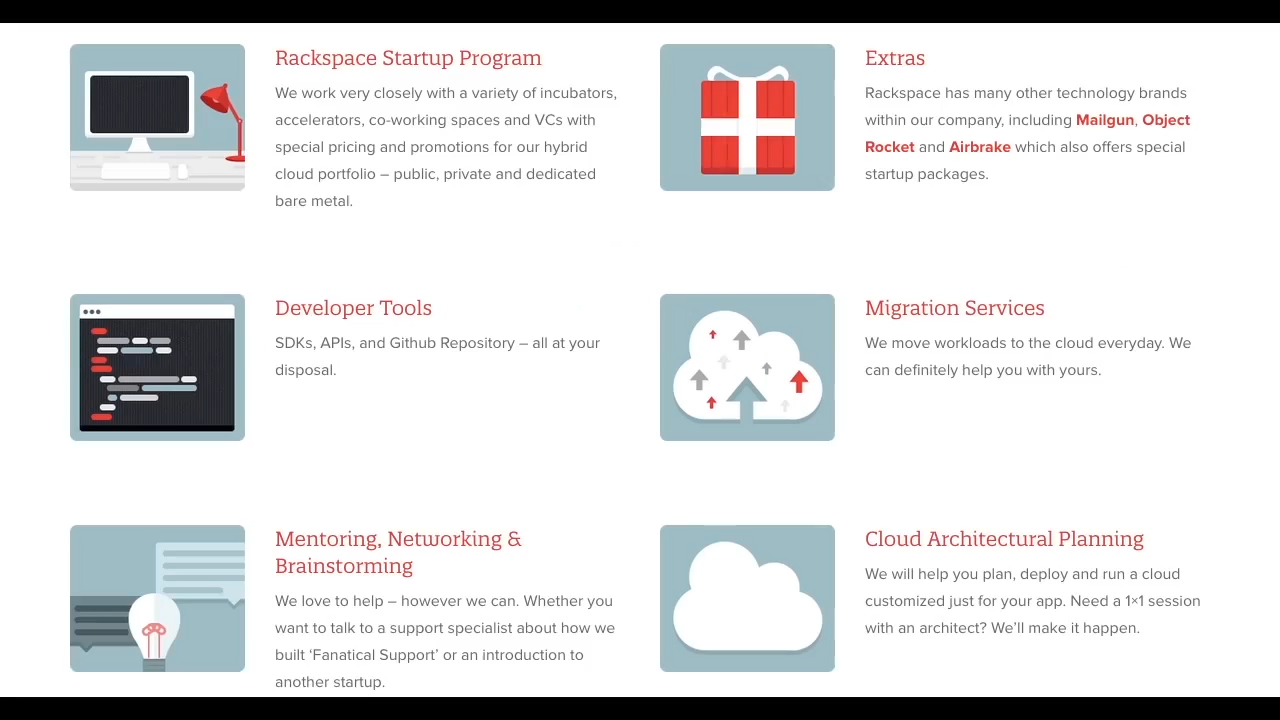 Rackspace Startup Program
We work very closely with a variety of incubators,
accelerators, co-working spaces and VCs with
special pricing and promotions for our hybrid
cloud portfolio – public, private and dedicated
bare metal.
Extras
Rackspace has many other technology brands
within our company, including Mailgun, Object
Rocket and Airbrake which also offers special
startup packages.
Developer Tools
SDKs, APIs, and Github Repository – all at your
disposal.
Migration Services
We move workloads to the cloud everyday. We
can definitely help you with yours.
Mentoring, Networking &
Brainstorming
We love to help – however we can. Whether you
want to talk to a support specialist about how we
built ‘Fanatical Support’ or an introduction to
another startup.
Cloud Architectural Planning
We will help you plan, deploy and run a cloud
customized just for your app. Need a 1×1 session
with an architect? We’ll make it happen.